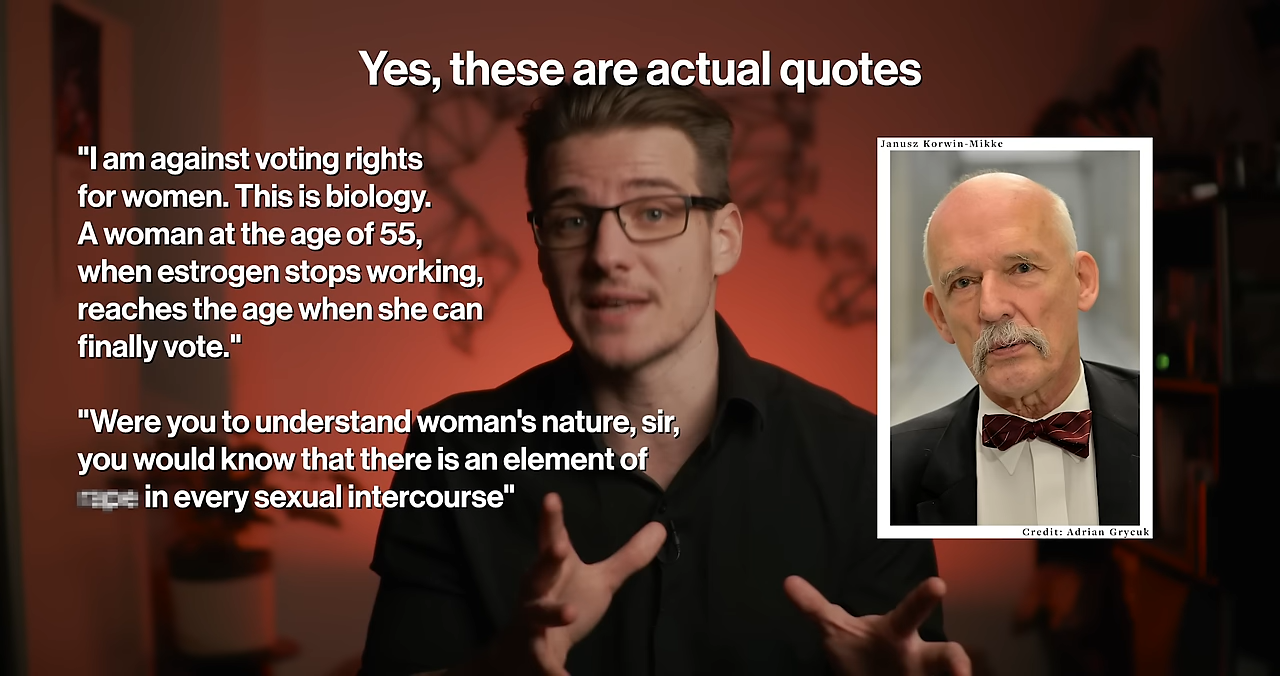 Yes, these are actual quotes
"I am against voting rights
for women. This is biology.
A woman at the age of 55,
when estrogen stops working,
reaches the age when she can
finally vote."
"Were you to understand woman's nature, sir,
you would know that there is an element of
in every sexual intercourse"
Janusz Korwin-Mikke
Credit: Adrian Grycuk